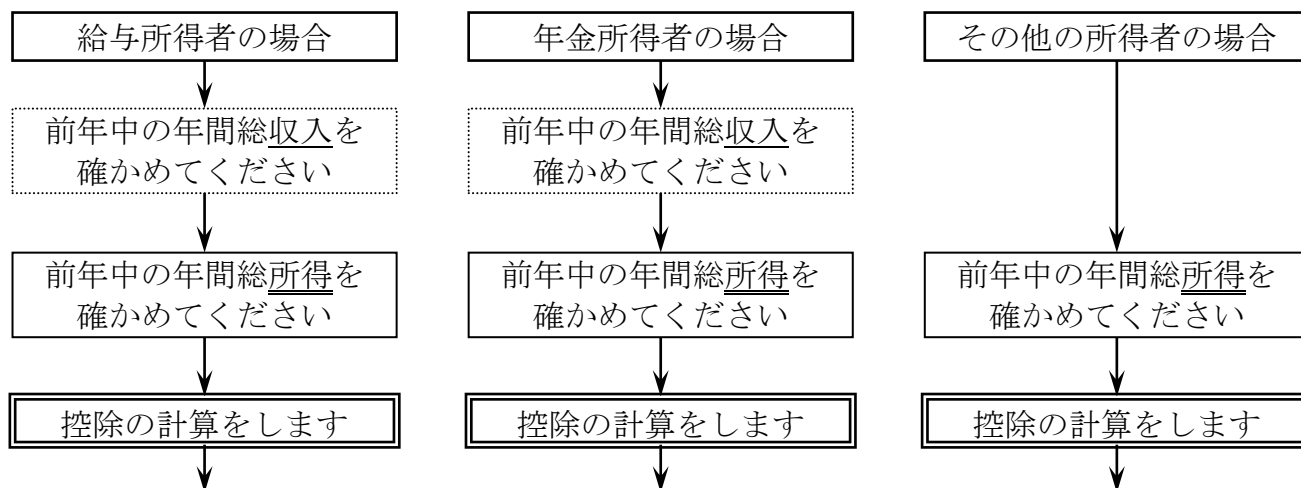 給与所得者の場合
前年中の年間総収入を
確かめてください
前年中の年間総所得を
確かめてください
控除の計算をします
年金所得者の場合
前年中の年間総収入を
確かめてください
前年中の年間総所得を
確かめてください
控除の計算をします
その他の所得者の場合
前年中の年間総所得を
確かめてください
控除の計算をします